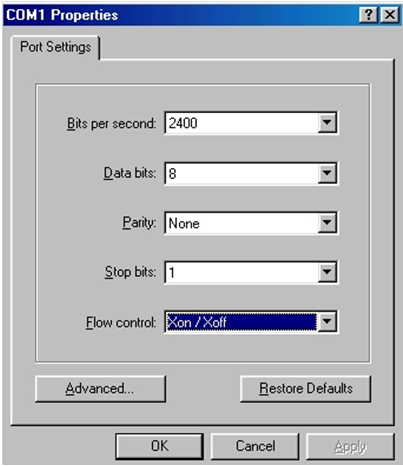 COM1 Properties
Port Settings
Bits per second: 2400
Data bits: 8
Parity: None
Stop bits: 1
Flow control: Xon / Xoff
Advanced... Restore Defaults
OK Cancel Apply